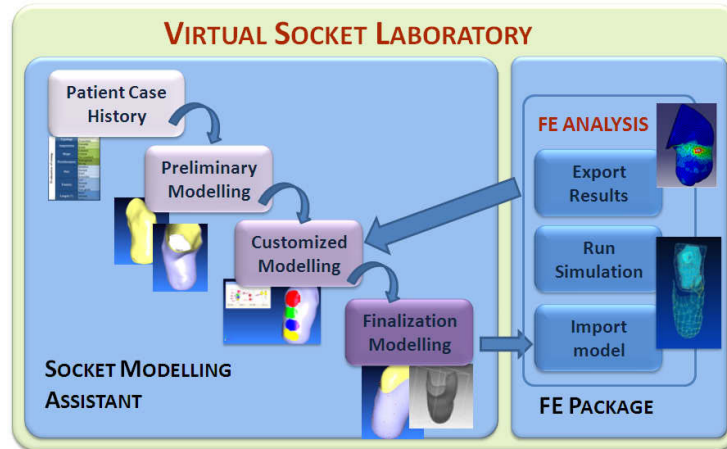 VIRTUAL SOCKET LABORATORY
Patient Case
History
Preliminary
Modelling
Customized
Modelling
Finalization
Modelling
SOCKET MODELLING
ASSISTANT
FE ANALYSIS
Export
Results
Run
Simulation
Import
model
FE PACKAGE